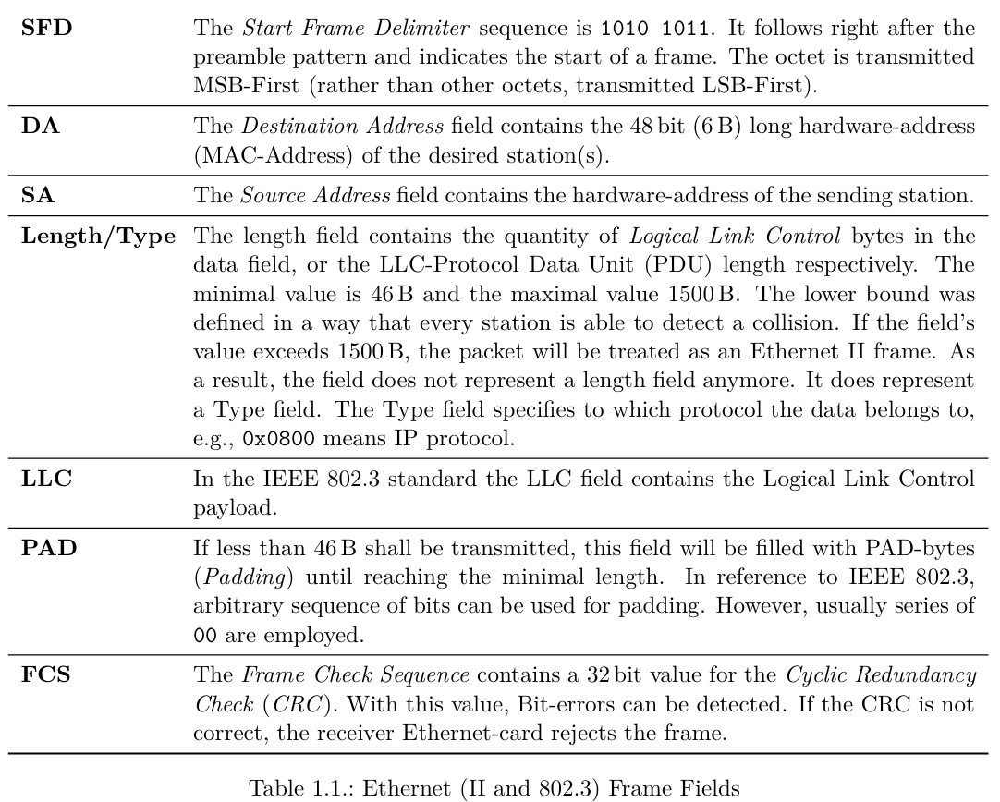 SFD The Start Frame Delimiter sequence is 1010 1011. It follows right after the
preamble pattern and indicates the start of a frame. The octet is transmitted
MSB-First (rather than other octets, transmitted LSB-First).
DA The Destination Address field contains the 48 bit (6 B) long hardware-address
(MAC-Address) of the desired station(s).
SA The Source Address field contains the hardware-address of the sending station.
Length/Type The length field contains the quantity of Logical Link Control bytes in the
data field, or the LLC-Protocol Data Unit (PDU) length respectively. The
minimal value is 46 B and the maximal value 1500 B. The lower bound was
defined in a way that every station is able to detect a collision. If the field's
value exceeds 1500 B, the packet will be treated as an Ethernet II frame. As
a result, the field does not represent a length field anymore. It does represent
a Type field. The Type field specifies to which protocol the data belongs to,
e.g., 0x0800 means IP protocol.
LLC In the IEEE 802.3 standard the LLC field contains the Logical Link Control
payload.
PAD If less than 46 B shall be transmitted, this field will be filled with PAD-bytes
(Padding) until reaching the minimal length. In reference to IEEE 802.3,
arbitrary sequence of bits can be used for padding. However, usually series of
00 are employed.
FCS The Frame Check Sequence contains a 32 bit value for the Cyclic Redundancy
Check (CRC). With this value, Bit-errors can be detected. If the CRC is not
correct, the receiver Ethernet-card rejects the frame.
Table 1.1.: Ethernet (II and 802.3) Frame Fields